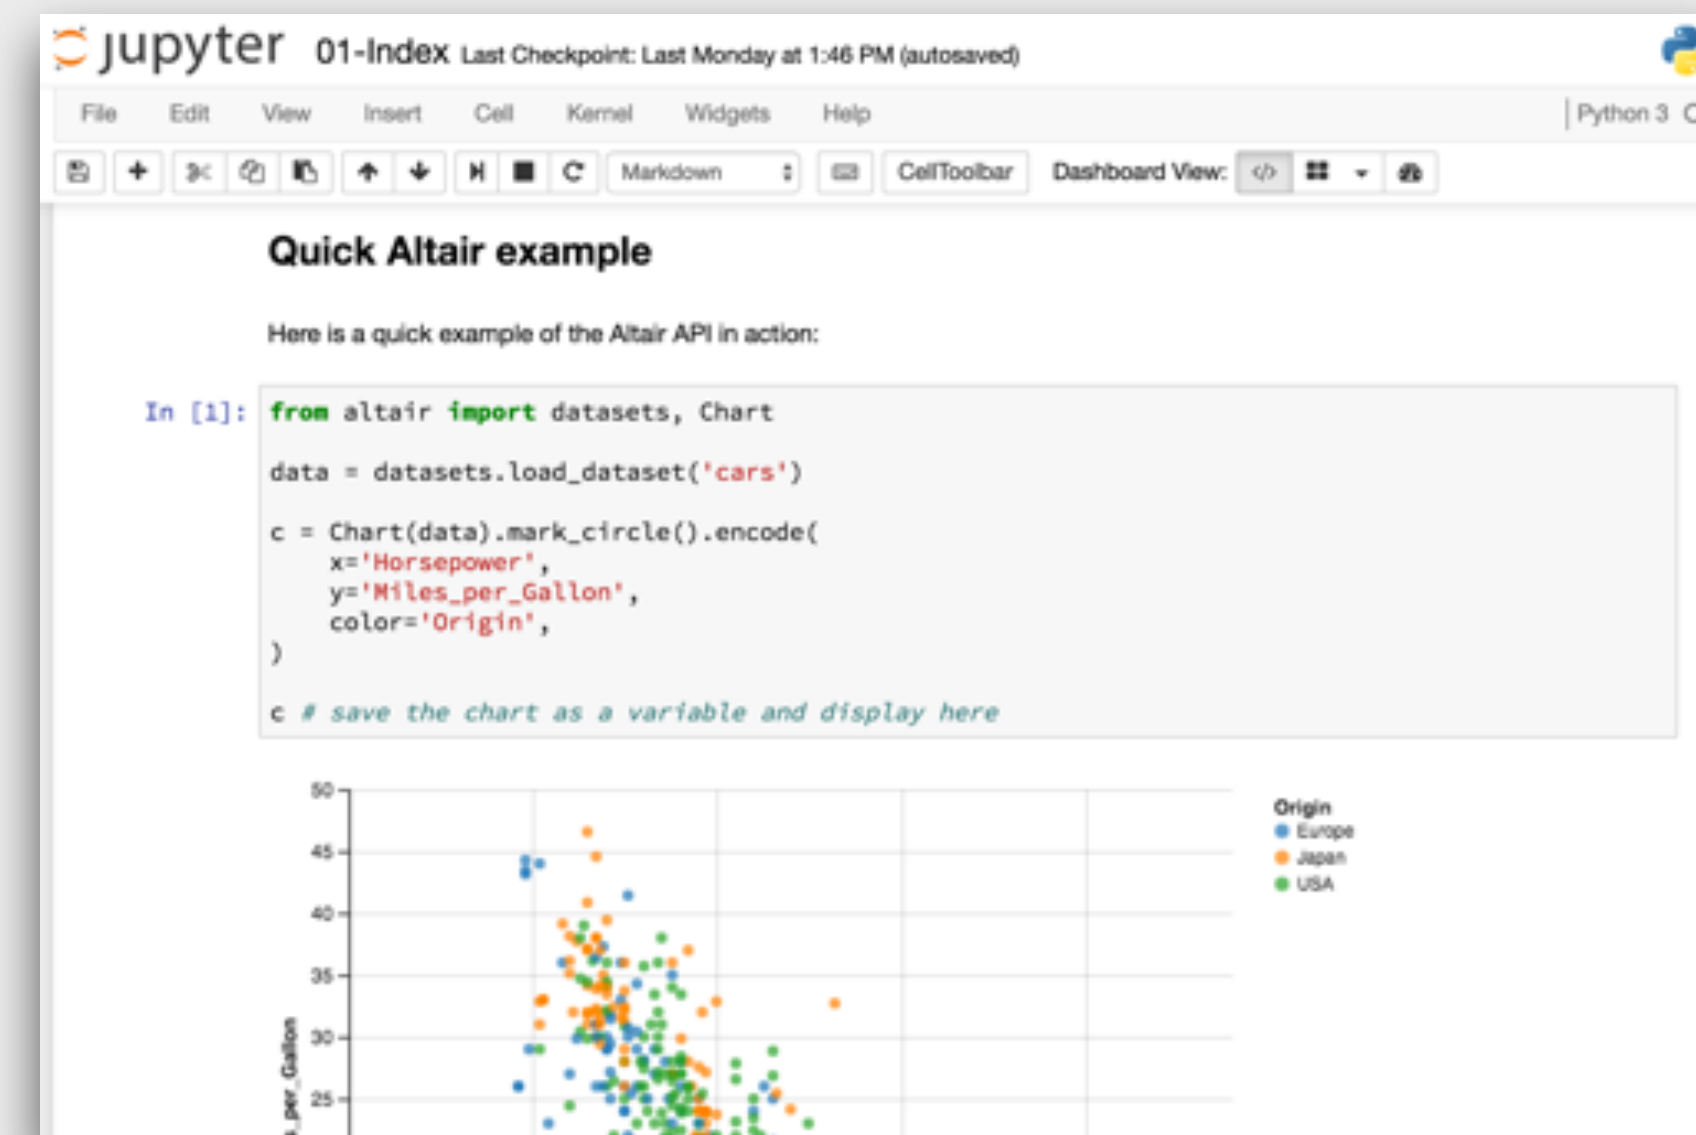 jupyter 01-Index Last Checkpoint: Last Monday at 1:46 PM (autosaved)
File Edit View Insert Cell Kernel Widgets Help Python 3
Markdown CellToolbar Dashboard View: </>
Quick Altair example
Here is a quick example of the Altair API in action:
In [1]: from altair import datasets, Chart
data = datasets.load_dataset('cars')
c = Chart(data).mark_circle().encode(
x='Horsepower',
y='Miles_per_Gallon',
color='Origin',
)
c # save the chart as a variable and display here
50
45
40
35
30
25
s_per_Gallon
Origin
Europe
Japan
USA